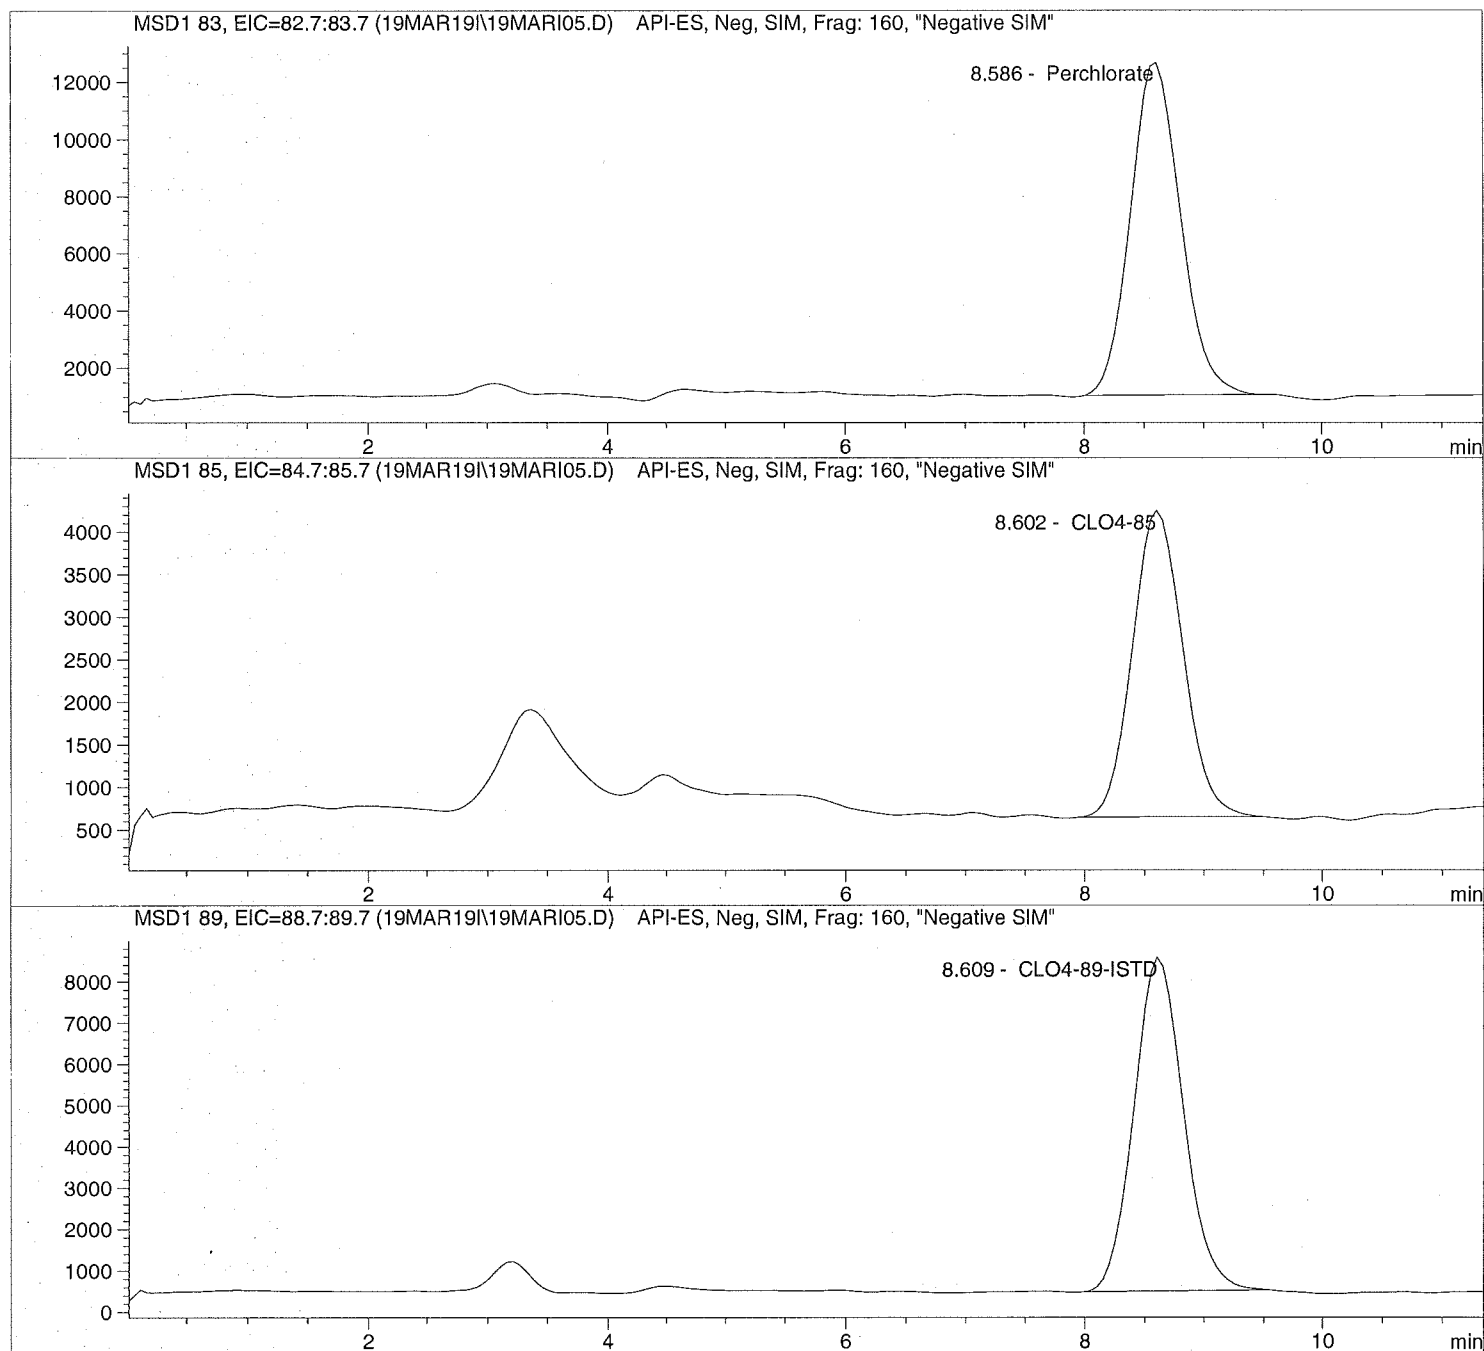 MSD1 83, EIC=82.7:83.7 (19MAR19I\19MARI05.D) API-ES, Neg, SIM, Frag: 160, "Negative SIM"
8.586 - Perchlorate
12000
10000
8000
6000
4000
2000
2 4 6 8 10 min
MSD1 85, EIC=84.7:85.7 (19MAR19I\19MARI05.D) API-ES, Neg, SIM, Frag: 160, "Negative SIM"
8.602 - CLO4-85
4000
3500
3000
2500
2000
1500
1000
500
2 4 6 8 10 min
MSD1 89, EIC=88.7:89.7 (19MAR19I\19MARI05.D) API-ES, Neg, SIM, Frag: 160, "Negative SIM"
8.609 - CLO4-89-ISTD
8000
7000
6000
5000
4000
3000
2000
1000
0
2 4 6 8 10 min